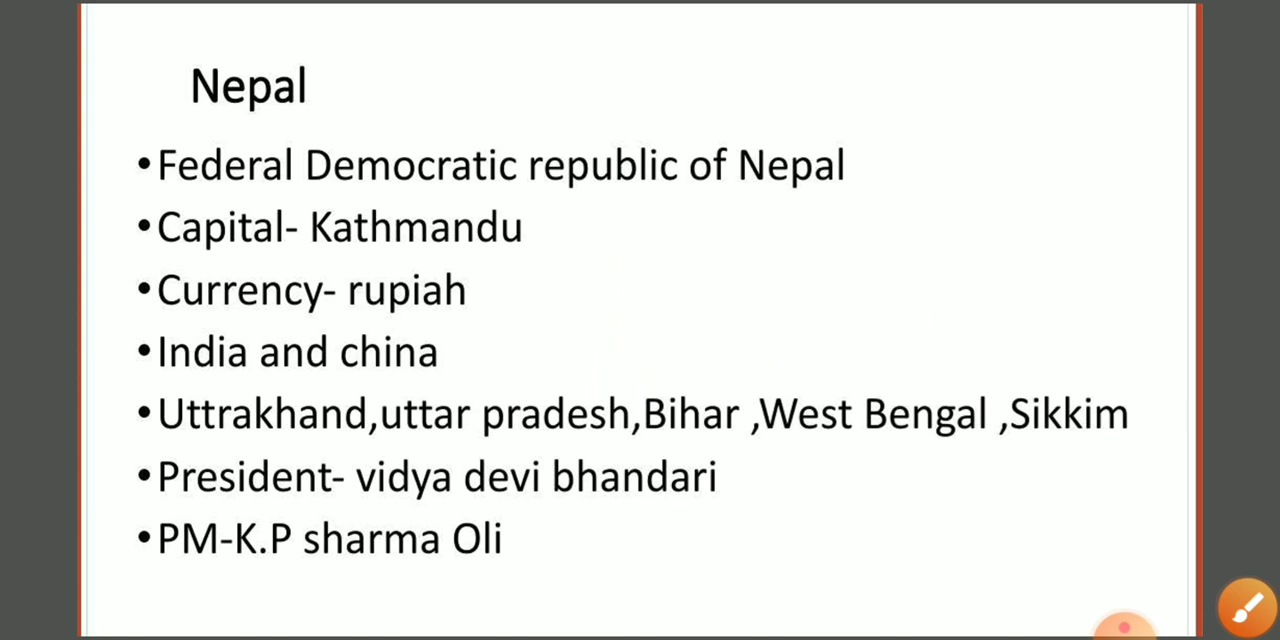 Nepal
•Federal Democratic republic of Nepal
•Capital- Kathmandu
•Currency- rupiah
•India and china
•Uttrakhand,uttar pradesh,Bihar ,West Bengal ,Sikkim
•President- vidya devi bhandari
•PM-K.P sharma Oli